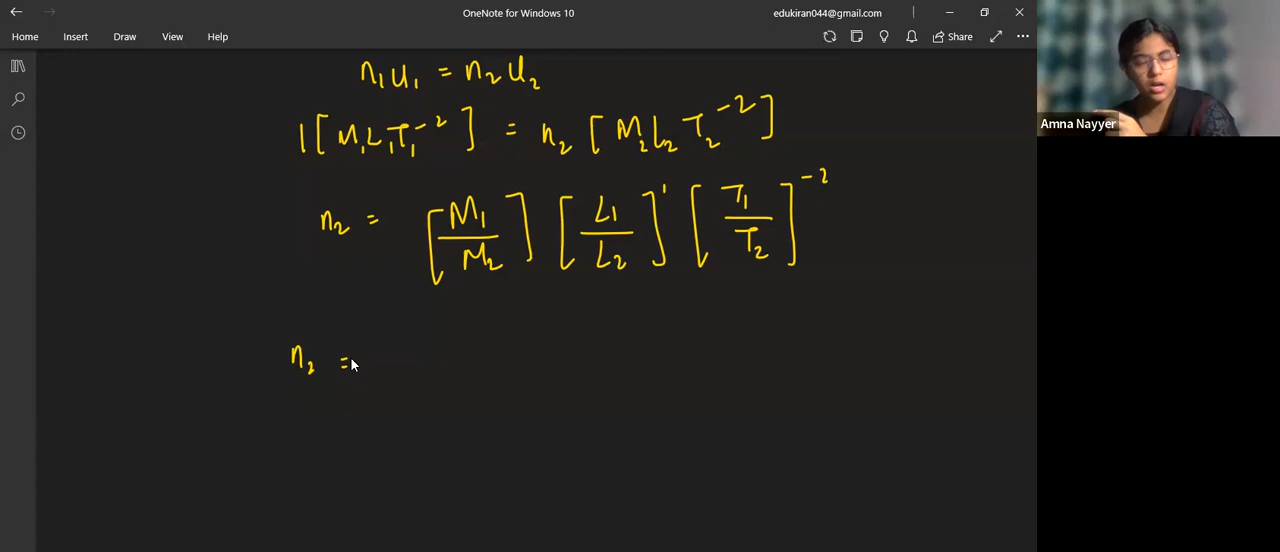 OneNote for Windows 10
edukiran044@gmail.com
Home Insert Draw View Help
Share
Amna Nayyer
n₁u₁ = n₂u₂
1[M₁L₁T₁⁻²] = n₂[M₂L₂T₂⁻²]
n₂ = [M₁/M₂] [L₁/L₂]¹ [T₁/T₂]⁻²
n₂ =